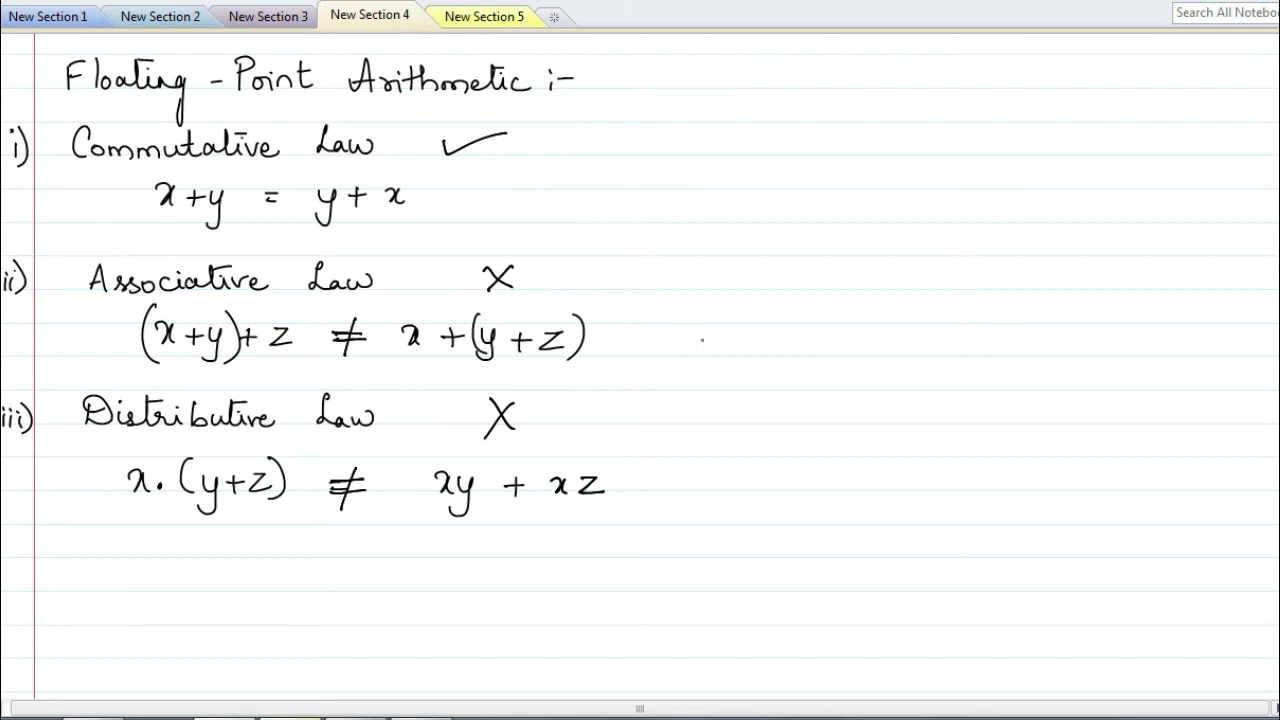 New Section 1 New Section 2 New Section 3 New Section 4 New Section 5 Search All Notebo
Floating - Point Arithmetic :-
i) Commutative Law ✓
x + y = y + x
ii) Associative Law X
(x + y) + z ≠ x + (y + z)
iii) Distributive Law X
x. (y + z) ≠ xy + xz